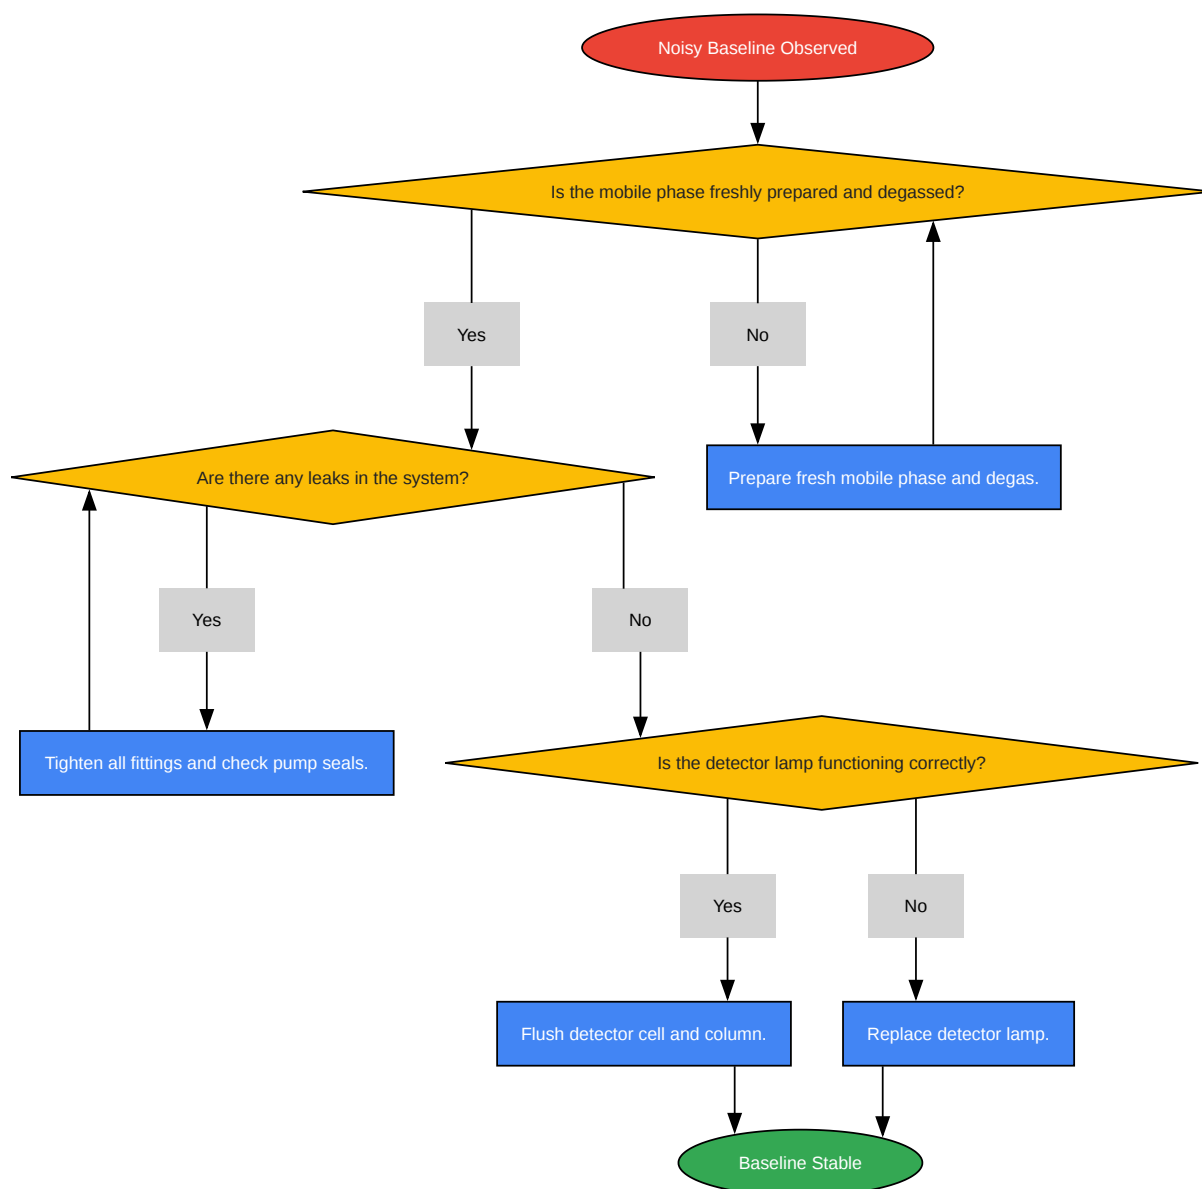 Noisy Baseline Observed
Is the mobile phase freshly prepared and degassed?
Yes
No
Are there any leaks in the system?
Prepare fresh mobile phase and degas.
Yes
No
Tighten all fittings and check pump seals.
Is the detector lamp functioning correctly?
Yes
No
Flush detector cell and column.
Replace detector lamp.
Baseline Stable